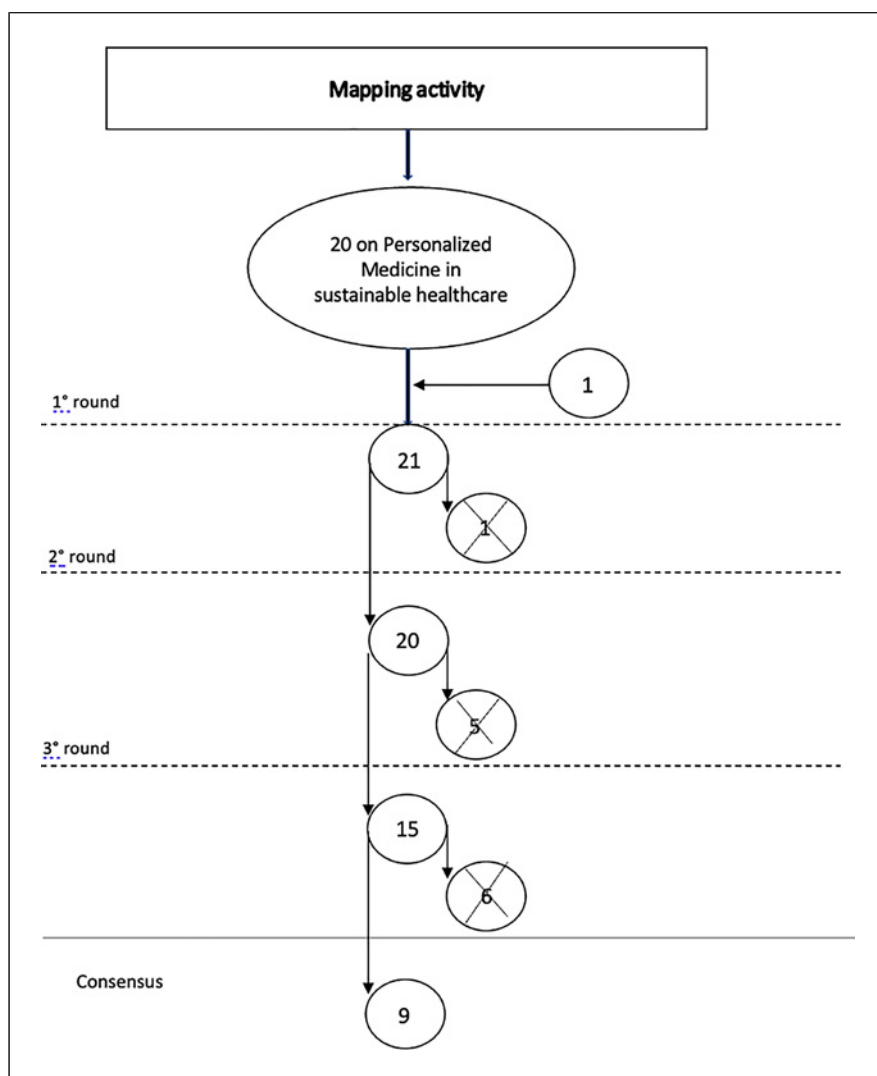 Mapping activity
20 on Personalized
Medicine in
sustainable healthcare
1
1° round
21
1
2° round
20
5
3° round
15
6
Consensus
9